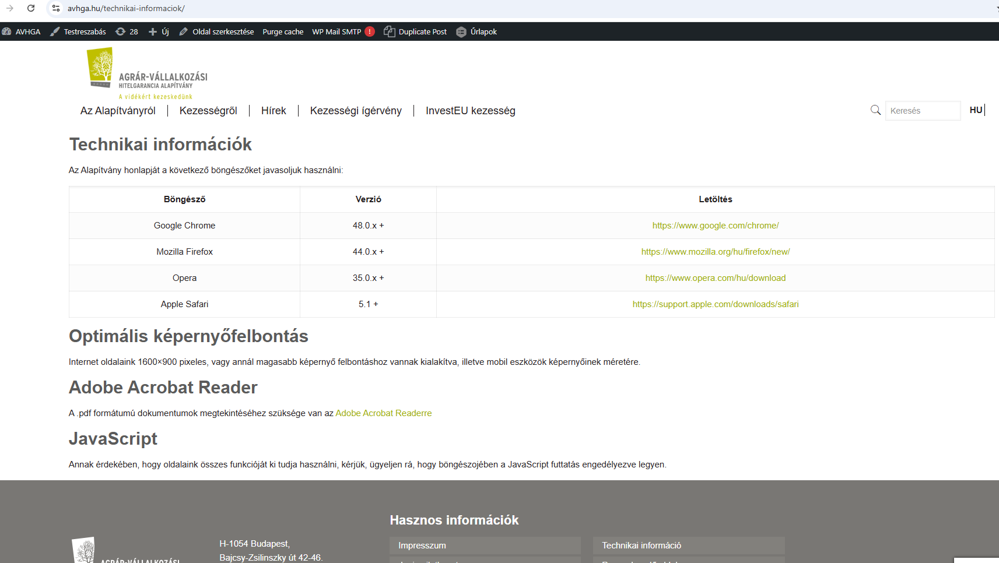 avhga.hu/technikai-informaciok/
AVHGA Testreszabás 28 Új Oldal szerkesztése Purge cache WP Mail SMTP ! Duplicate Post Űrlapok
AGRÁR-VÁLLALKOZÁSI
HITELGARANCIA ALAPÍTVÁNY
A vidékért kezeskedünk
Az Alapítványról Kezességről Hírek Kezességi ígérvény InvestEU kezesség Keresés HU
Technikai információk
Az Alapítvány honlapját a következő böngészőket javasoljuk használni:
Böngésző Verzió Letöltés
Google Chrome 48.0.x + https://www.google.com/chrome/
Mozilla Firefox 44.0.x + https://www.mozilla.org/hu/firefox/new/
Opera 35.0.x + https://www.opera.com/hu/download
Apple Safari 5.1 + https://support.apple.com/downloads/safari
Optimális képernyőfelbontás
Internet oldalaink 1600×900 pixeles, vagy annál magasabb képernyő felbontáshoz vannak kialakítva, illetve mobil eszközök képernyőinek méretére.
Adobe Acrobat Reader
A .pdf formátumú dokumentumok megtekintéséhez szüksége van az Adobe Acrobat Readerre
JavaScript
Annak érdekében, hogy oldalaink összes funkcióját ki tudja használni, kérjük, ügyeljen rá, hogy böngészojében a JavaScript futtatás engedélyezve legyen.
Hasznos információk
H-1054 Budapest,
Bajcsy-Zsilinszky út 42-46.
Impresszum Technikai információ
AGRÁR-VÁLLALKOZÁSI